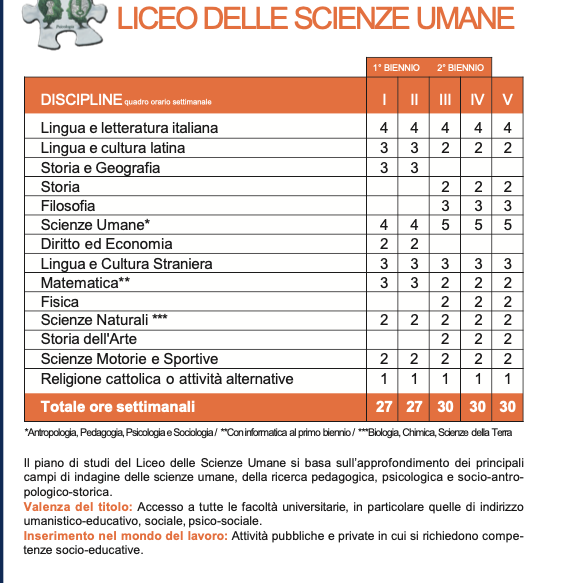 LICEO DELLE SCIENZE UMANE
1° BIENNIO 2° BIENNIO
DISCIPLINE quadro orario settimanale I II III IV V
Lingua e letteratura italiana 4 4 4 4 4
Lingua e cultura latina 3 3 2 2 2
Storia e Geografia 3 3
Storia 2 2 2
Filosofia 3 3 3
Scienze Umane* 4 4 5 5 5
Diritto ed Economia 2 2
Lingua e Cultura Straniera 3 3 3 3 3
Matematica** 3 3 2 2 2
Fisica 2 2 2
Scienze Naturali *** 2 2 2 2 2
Storia dell'Arte 2 2 2
Scienze Motorie e Sportive 2 2 2 2 2
Religione cattolica o attività alternative 1 1 1 1 1
Totale ore settimanali 27 27 30 30 30
*Antropologia, Pedagogia, Psicologia e Sociologia / **Con informatica al primo biennio / ***Biologia, Chimica, Scienze della Terra
Il piano di studi del Liceo delle Scienze Umane si basa sull'approfondimento dei principali
campi di indagine delle scienze umane, della ricerca pedagogica, psicologica e socio-antro-
pologico-storica.
Valenza del titolo: Accesso a tutte le facoltà universitarie, in particolare quelle di indirizzo
umanistico-educativo, sociale, psico-sociale.
Inserimento nel mondo del lavoro: Attività pubbliche e private in cui si richiedono compe-
tenze socio-educative.